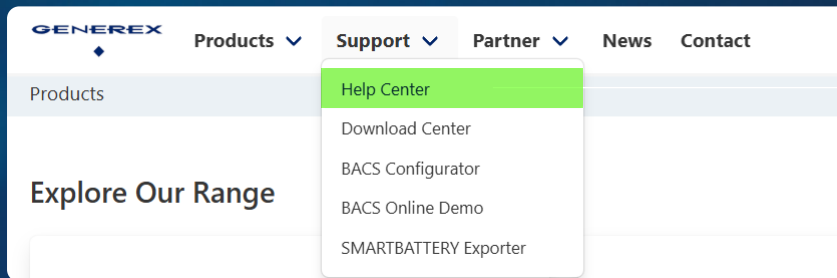 GENEREX Products Support Partner News Contact
Products
Help Center
Download Center
BACS Configurator
BACS Online Demo
SMARTBATTERY Exporter
Explore Our Range